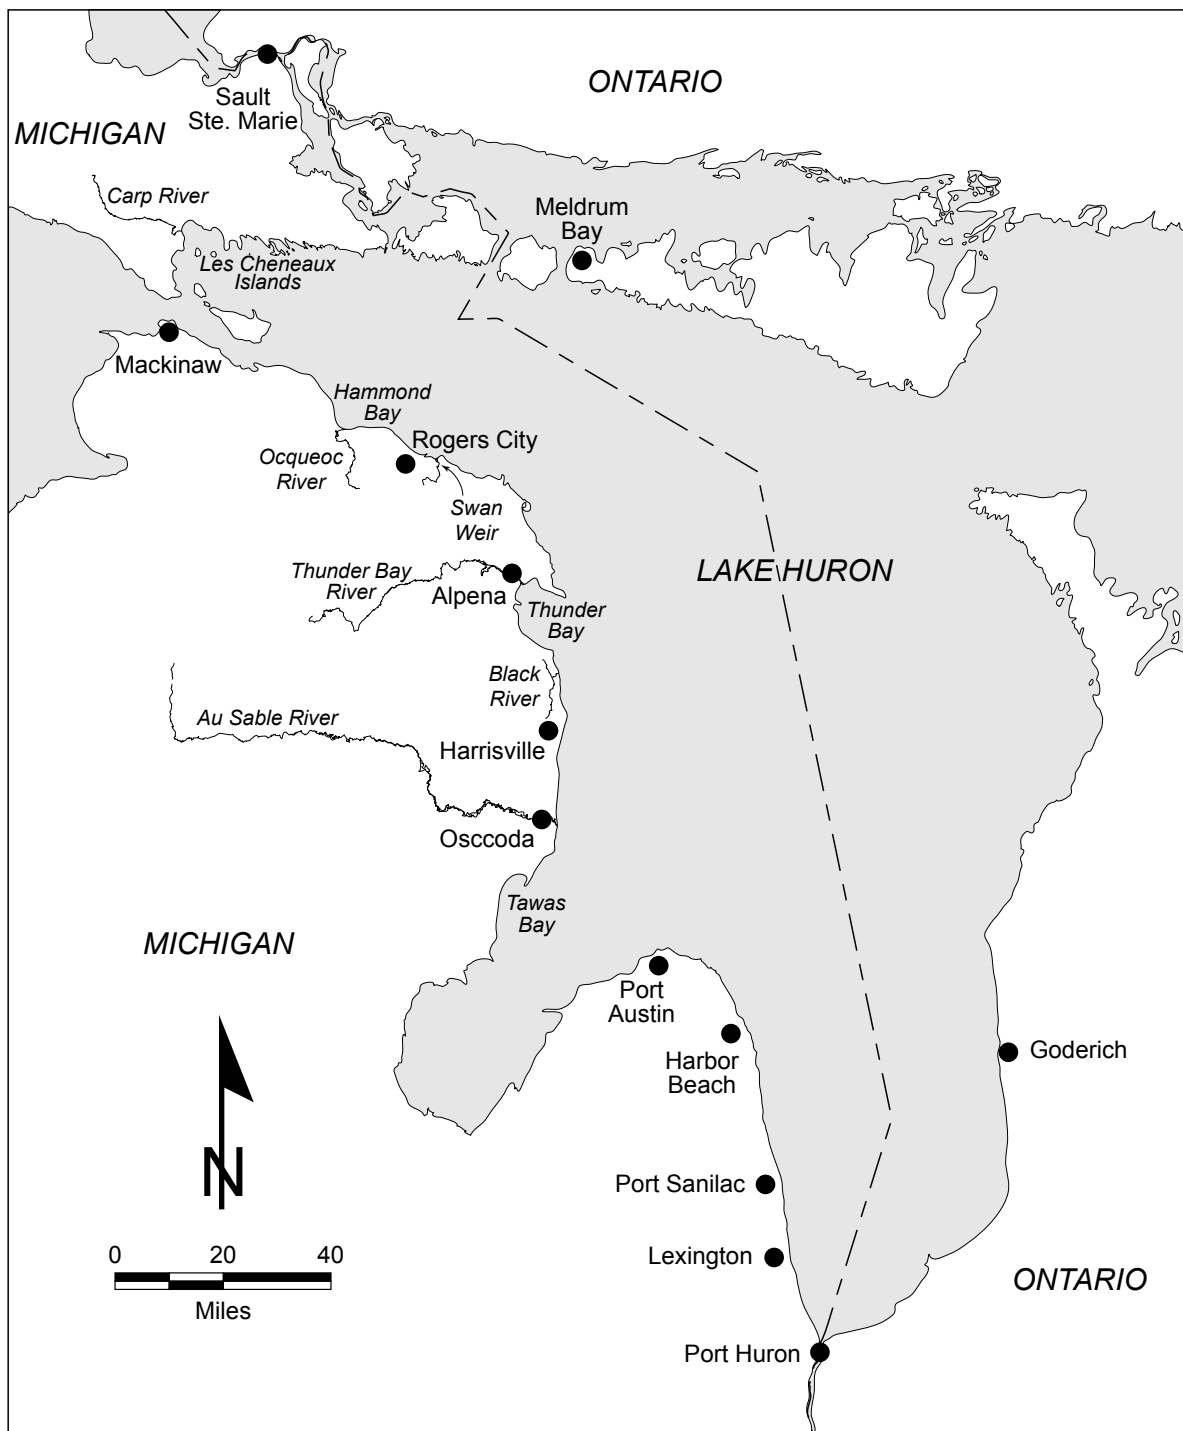 ONTARIO
Sault
Ste. Marie
MICHIGAN
Carp River
Meldrum
Bay
Les Cheneaux
Islands
Mackinaw
Hammond
Bay
Rogers City
Ocqueoc
River
Swan
Weir
Thunder Bay
River
Alpena
LAKE HURON
Thunder
Bay
Black
River
Au Sable River
Harrisville
Osccoda
Tawas
Bay
MICHIGAN
Port
Austin
Harbor
Beach
Goderich
N
Port Sanilac
0 20 40
Miles
Lexington
ONTARIO
Port Huron